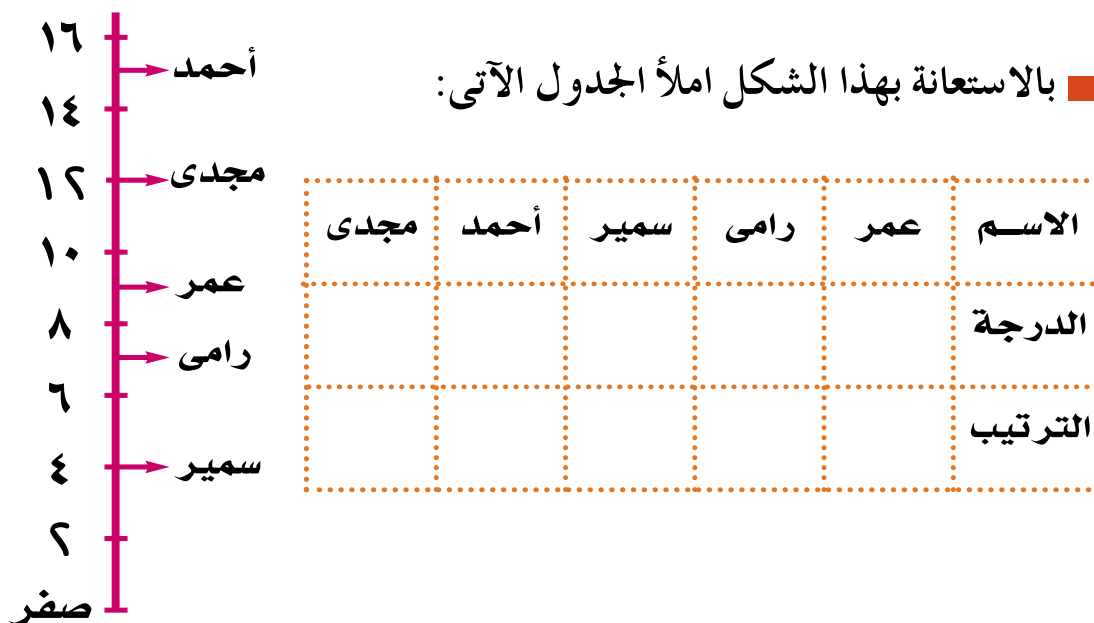 بالاستعانة بهذا الشكل املأ الجدول الآتى:
١٦
أحمد
١٤
مجدى
١٢
١٠
عمر
٨
رامى
٦
سمير
٤
٢
صفر
الاسـم عمر رامى سمير أحمد مجدى
الدرجة
الترتيب